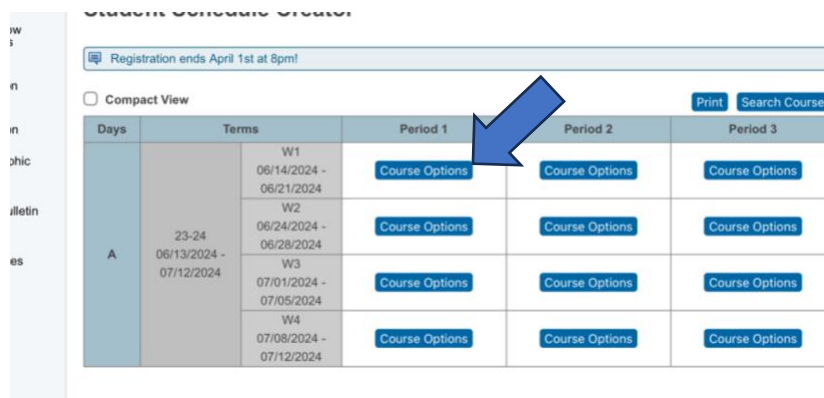 Registration ends April 1st at 8pm!
Compact View
Print Search Course
Days Terms Period 1 Period 2 Period 3
A
23-24
06/13/2024 -
07/12/2024
W1
06/14/2024 -
06/21/2024
Course Options Course Options Course Options
W2
06/24/2024 -
06/28/2024
Course Options Course Options Course Options
W3
07/01/2024 -
07/05/2024
Course Options Course Options Course Options
W4
07/08/2024 -
07/12/2024
Course Options Course Options Course Options